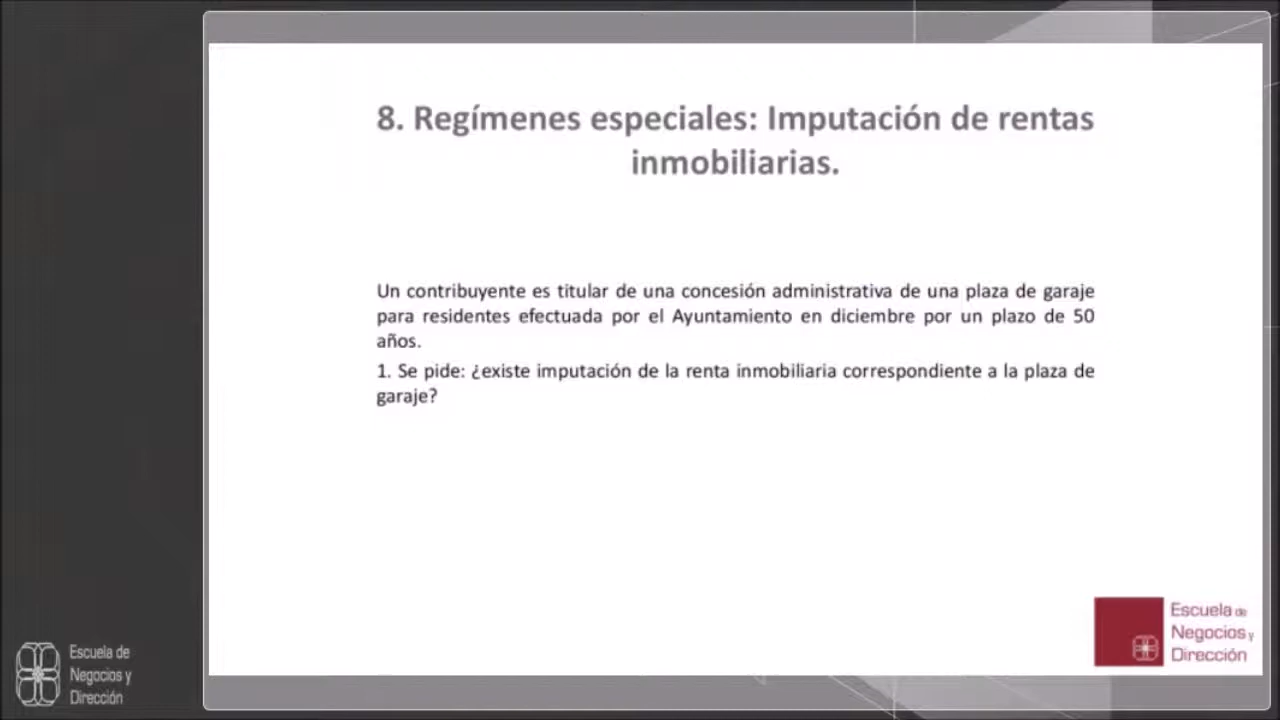 8. Regímenes especiales: Imputación de rentas
inmobiliarias.
Un contribuyente es titular de una concesión administrativa de una plaza de garaje
para residentes efectuada por el Ayuntamiento en diciembre por un plazo de 50
años.
1. Se pide: ¿existe imputación de la renta inmobiliaria correspondiente a la plaza de
garaje?
Escuela de
Negocios y
Dirección
Escuela de
Negocios y
Dirección